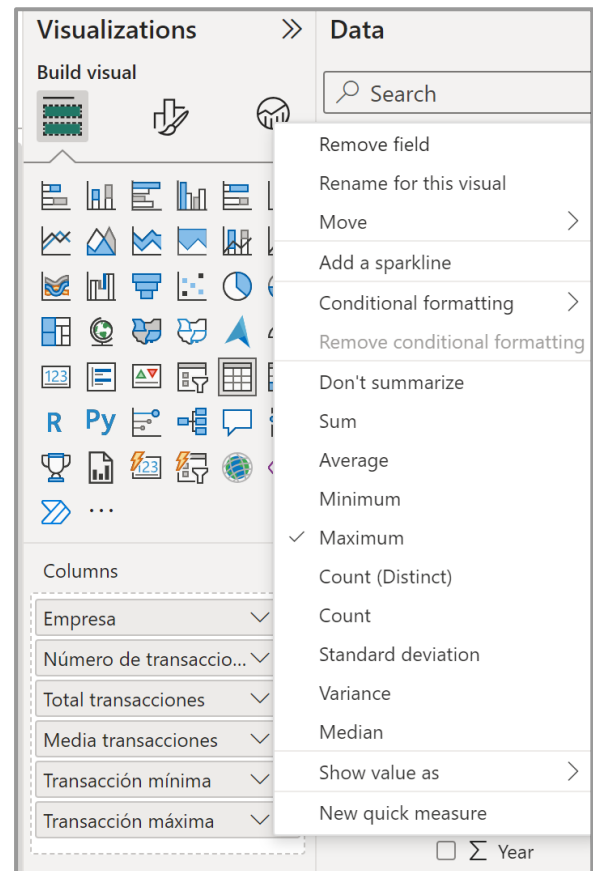 Visualizations
Data
Build visual
Search
Remove field
Rename for this visual
Move
Add a sparkline
Conditional formatting
Remove conditional formatting
Don't summarize
Sum
Average
Minimum
Maximum
Count (Distinct)
Count
Standard deviation
Variance
Median
Show value as
New quick measure
123
R
Py
123
...
Columns
Empresa
Número de transaccio...
Total transacciones
Media transacciones
Transacción mínima
Transacción máxima
Σ Year